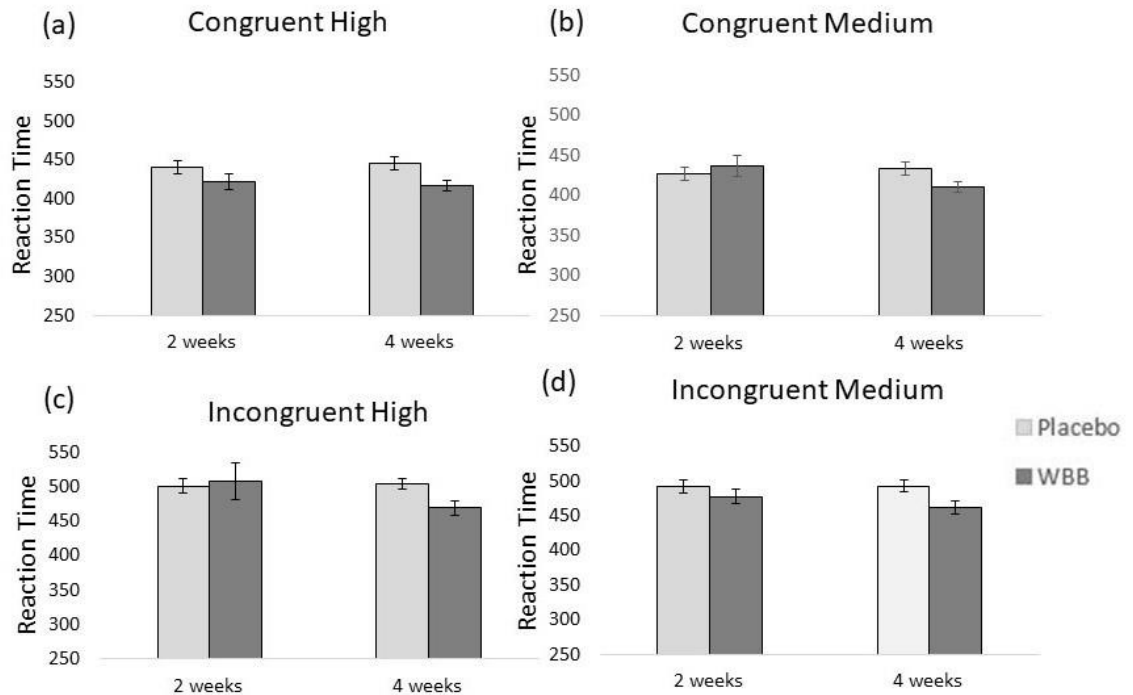 (a)
Congruent High
Reaction Time
550
500
450
400
350
300
250
2 weeks
4 weeks
(b)
Congruent Medium
Reaction Time
550
500
450
400
350
300
250
2 weeks
4 weeks
(c)
Incongruent High
Reaction Time
550
500
450
400
350
300
250
2 weeks
4 weeks
(d)
Incongruent Medium
Reaction Time
550
500
450
400
350
300
250
2 weeks
4 weeks
Placebo
WBB